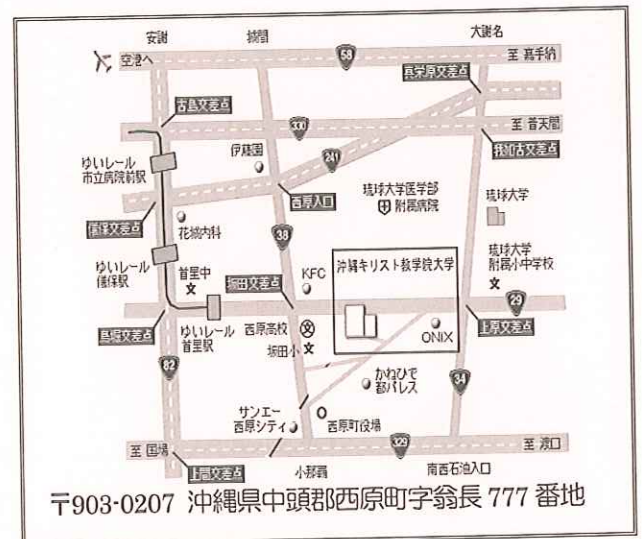 安謝
城間
大謝名
空港へ
58
至 嘉手納
真栄原交差点
古島交差点
330
至 普天間
我如古交差点
ゆいレール
市立病院前駅
伊祖園
241
琉球大学医学部
附属病院
琉球大学
西原入口
儀保交差点
花城内科
38
琉球大学
附属小中学校
ゆいレール
儀保駅
首里中
文
坂田交差点
KFC
沖縄キリスト教学院大学
文
29
鳥堀交差点
ゆいレール
首里駅
西原高校
文
坂田小
文
ONIX
上原交差点
82
かねひで
都パレス
34
サンエー
西原シティ
西原町役場
至 国場
329
至 渡口
上間交差点
小那覇
南西石油入口
〒903-0207 沖縄県中頭郡西原町字翁長 777 番地